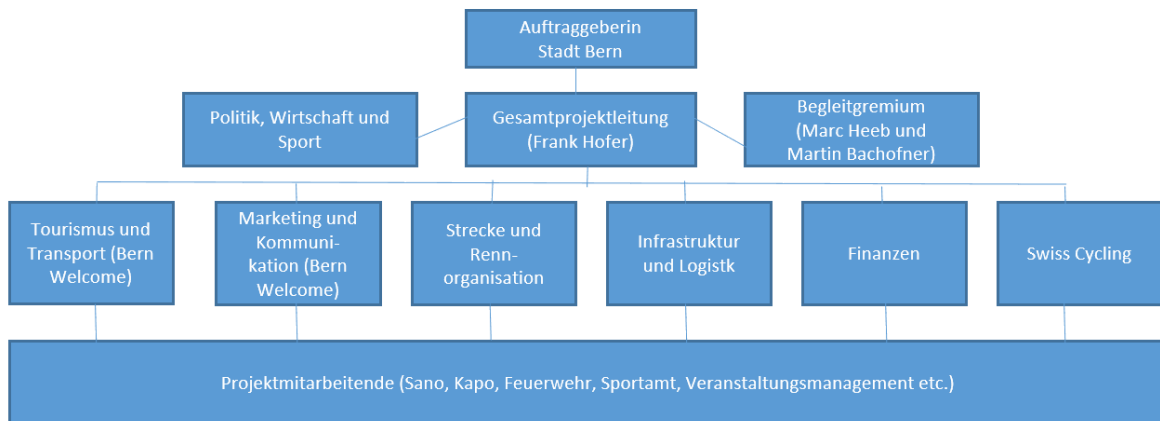 Auftraggeberin
Stadt Bern
Politik, Wirtschaft und
Sport
Gesamtprojektleitung
(Frank Hofer)
Begleitgremium
(Marc Heeb und
Martin Bachofner)
Tourismus und
Transport (Bern
Welcome)
Marketing und
Kommuni-
kation (Bern
Welcome)
Strecke und
Renn-
organisation
Infrastruktur
und Logistk
Finanzen
Swiss Cycling
Projektmitarbeitende (Sano, Kapo, Feuerwehr, Sportamt, Veranstaltungsmanagement etc.)